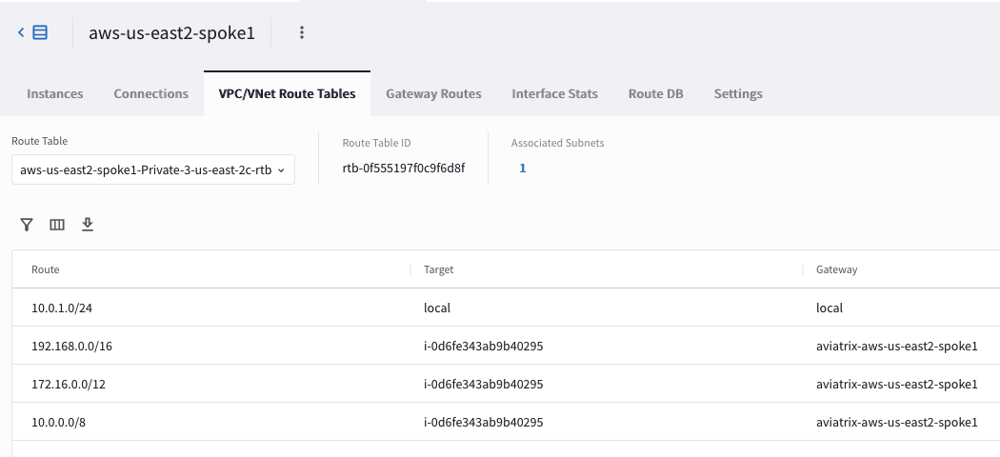 aws-us-east2-spoke1
Instances Connections VPC/VNet Route Tables Gateway Routes Interface Stats Route DB Settings
Route Table Route Table ID Associated Subnets
aws-us-east2-spoke1-Private-3-us-east-2c-rtb rtb-0f555197f0c9f6d8f 1
Route Target Gateway
10.0.1.0/24 local local
192.168.0.0/16 i-0d6fe343ab9b40295 aviatrix-aws-us-east2-spoke1
172.16.0.0/12 i-0d6fe343ab9b40295 aviatrix-aws-us-east2-spoke1
10.0.0.0/8 i-0d6fe343ab9b40295 aviatrix-aws-us-east2-spoke1